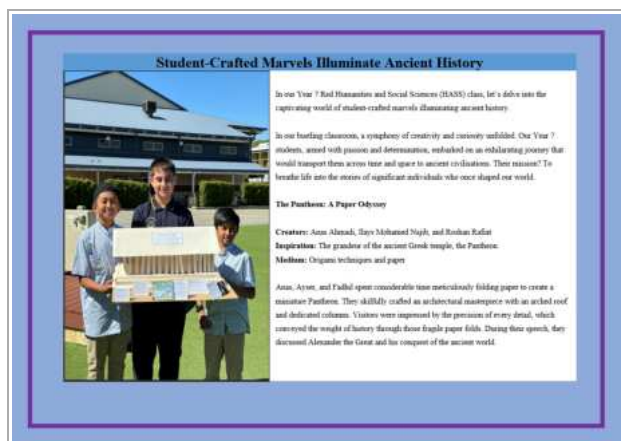 Student-Crafted Marvels Illuminate Ancient History
In our Year 7 Red Humanities and Social Sciences (HASS) class, let's delve into the
captivating world of student-crafted marvels illuminating ancient history.
In our bustling classroom, a symphony of creativity and curiosity unfolded. Our Year 7
students, armed with passion and determination, embarked on an exhilarating journey that
would transport them across time and space to ancient civilisations. Their mission? To
breathe life into the stories of significant individuals who once shaped our world.
The Pantheon: A Paper Odyssey
Creators: Anas Ahmadi, Ilays Mohamed Najib, and Roshan Rafiat
Inspiration: The grandeur of the ancient Greek temple, the Pantheon.
Medium: Origami techniques and paper
Anas, Ayser, and Fadhil spent considerable time meticulously folding paper to create a
miniature Pantheon. They skillfully crafted an architectural masterpiece with an arched roof
and dedicated columns. Visitors were impressed by the precision of every detail, which
conveyed the weight of history through those fragile paper folds. During their speech, they
discussed Alexander the Great and his conquest of the ancient world.